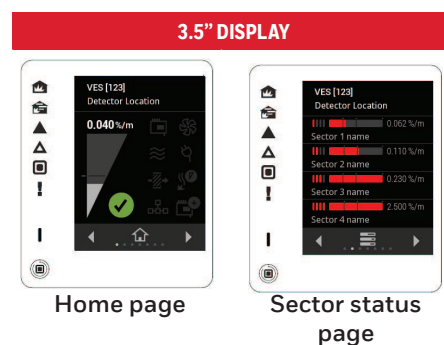 3.5” DISPLAY
VES [123]
Detector Location
0.040 %/m
Home page
VES [123]
Detector Location
0.062 %/m
Sector 1 name
0.110 %/m
Sector 2 name
0.230 %/m
Sector 3 name
2.500 %/m
Sector 4 name
Sector status
page